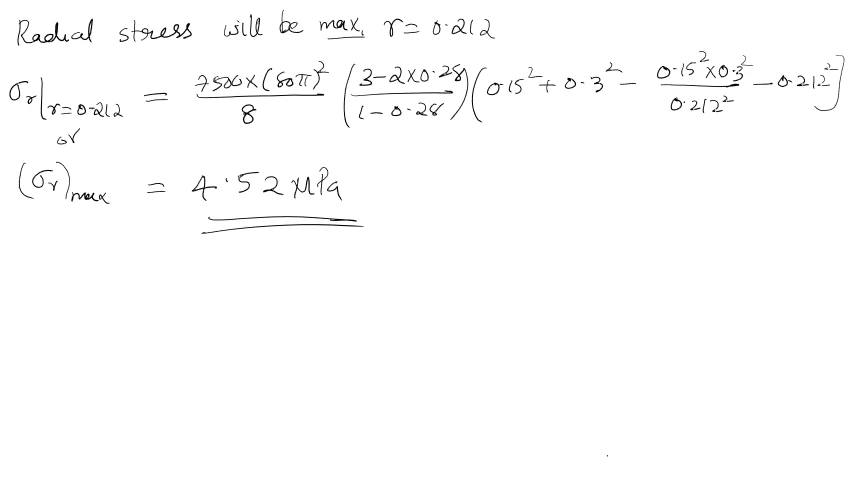 Radial stress will be max. r = 0.212
σr|r=0.212 = 7500×(80π)²/8 (3-2×0.28/1-0.28)(0.15² + 0.3² - 0.15²×0.3²/0.212² - 0.212²)
or
(σr)max = 4.52 MPa